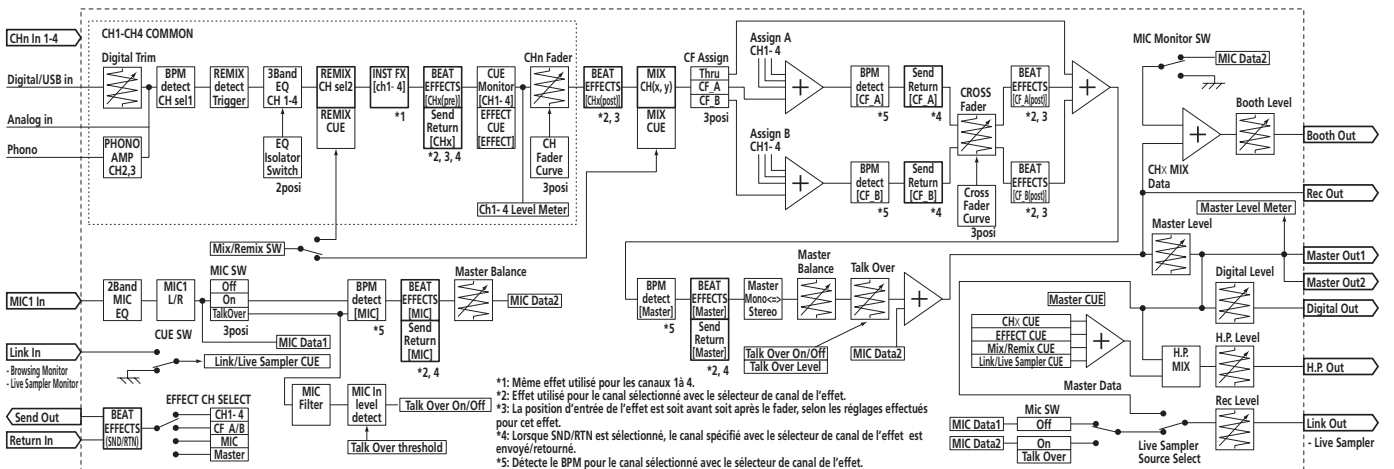 CHn In 1-4
CH1-CH4 COMMON
Digital Trim
Digital/USB in
Analog in
Phono
PHONO
AMP
CH2,3
BPM
detect
CH sel1
REMIX
detect
Trigger
3Band
EQ
CH 1-4
EQ
Isolator
Switch
2posi
REMIX
CH sel2
REMIX
CUE
INST FX
[ch1- 4]
*1
BEAT
EFFECTS
[CHx(pre)]
Send
Return
[CHx]
*2, 3, 4
CUE
Monitor
[CH1- 4]
EFFECT
CUE
[EFFECT]
CHn Fader
CH
Fader
Curve
3posi
Ch1- 4 Level Meter
BEAT
EFFECTS
[CHx(post)]
*2, 3
MIX
CH(x, y)
MIX
CUE
CF Assign
Thru
CF_A
CF_B
3posi
Assign A
CH1- 4
Assign B
CH1- 4
BPM
detect
[CF_A]
*5
Send
Return
[CF_A]
*4
BPM
detect
[CF_B]
*5
Send
Return
[CF_B]
*4
CROSS
Fader
Cross
Fader
Curve
3posi
BEAT
EFFECTS
[CF_A(post)]
*2, 3
BEAT
EFFECTS
[CF_B(post)]
*2, 3
MIC Monitor SW
MIC Data2
Booth Level
Booth Out
CHX MIX
Data
Rec Out
Master Level Meter
Master Level
Master Out1
Master Out2
Digital Level
Digital Out
Mix/Remix SW
MIC1 In
2Band
MIC
EQ
MIC1
L/R
MIC SW
Off
On
TalkOver
3posi
MIC Data1
BPM
detect
[MIC]
*5
BEAT
EFFECTS
[MIC]
Send
Return
[MIC]
*2, 4
Master Balance
MIC Data2
BPM
detect
[Master]
*5
BEAT
EFFECTS
[Master]
Send
Return
[Master]
*2, 4
Master
Mono<=>
Stereo
Master
Balance
Talk Over
Talk Over On/Off
Talk Over Level
MIC Data2
Master CUE
CHX CUE
EFFECT CUE
Mix/Remix CUE
Link/Live Sampler CUE
H.P.
MIX
H.P. Level
H.P. Out
Link In
- Browsing Monitor
- Live Sampler Monitor
CUE SW
Link/Live Sampler CUE
Send Out
Return In
BEAT
EFFECTS
(SND/RTN)
EFFECT CH SELECT
CH1- 4
CF_A/B
MIC
Master
MIC
Filter
MIC In
level
detect
Talk Over On/Off
Talk Over threshold
Master Data
MIC Data1
MIC Data2
Mic SW
Off
On
Talk Over
Live Sampler
Source Select
Rec Level
Link Out
- Live Sampler
*1: Même effet utilisé pour les canaux 1à 4.
*2: Effet utilisé pour le canal sélectionné avec le sélecteur de canal de l'effet.
*3: La position d'entrée de l'effet est soit avant soit après le fader, selon les réglages effectués
pour cet effet.
*4: Lorsque SND/RTN est sélectionné, le canal spécifié avec le sélecteur de canal de l'effet est
envoyé/retourné.
*5: Détecte le BPM pour le canal sélectionné avec le sélecteur de canal de l'effet.